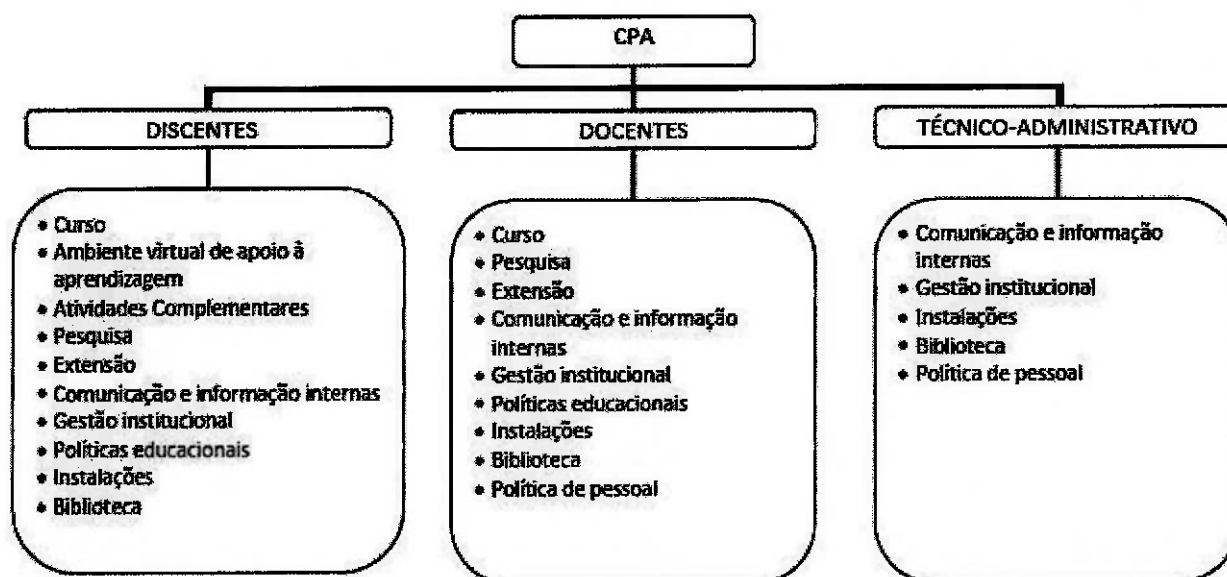 CPA
DISCENTES
• Curso
• Ambiente virtual de apoio à
aprendizagem
• Atividades Complementares
• Pesquisa
• Extensão
• Comunicação e informação internas
• Gestão institucional
• Políticas educacionais
• Instalações
• Biblioteca
DOCENTES
• Curso
• Pesquisa
• Extensão
• Comunicação e informação
internas
• Gestão institucional
• Políticas educacionais
• Instalações
• Biblioteca
• Política de pessoal
TÉCNICO-ADMINISTRATIVO
• Comunicação e informação
internas
• Gestão institucional
• Instalações
• Biblioteca
• Política de pessoal